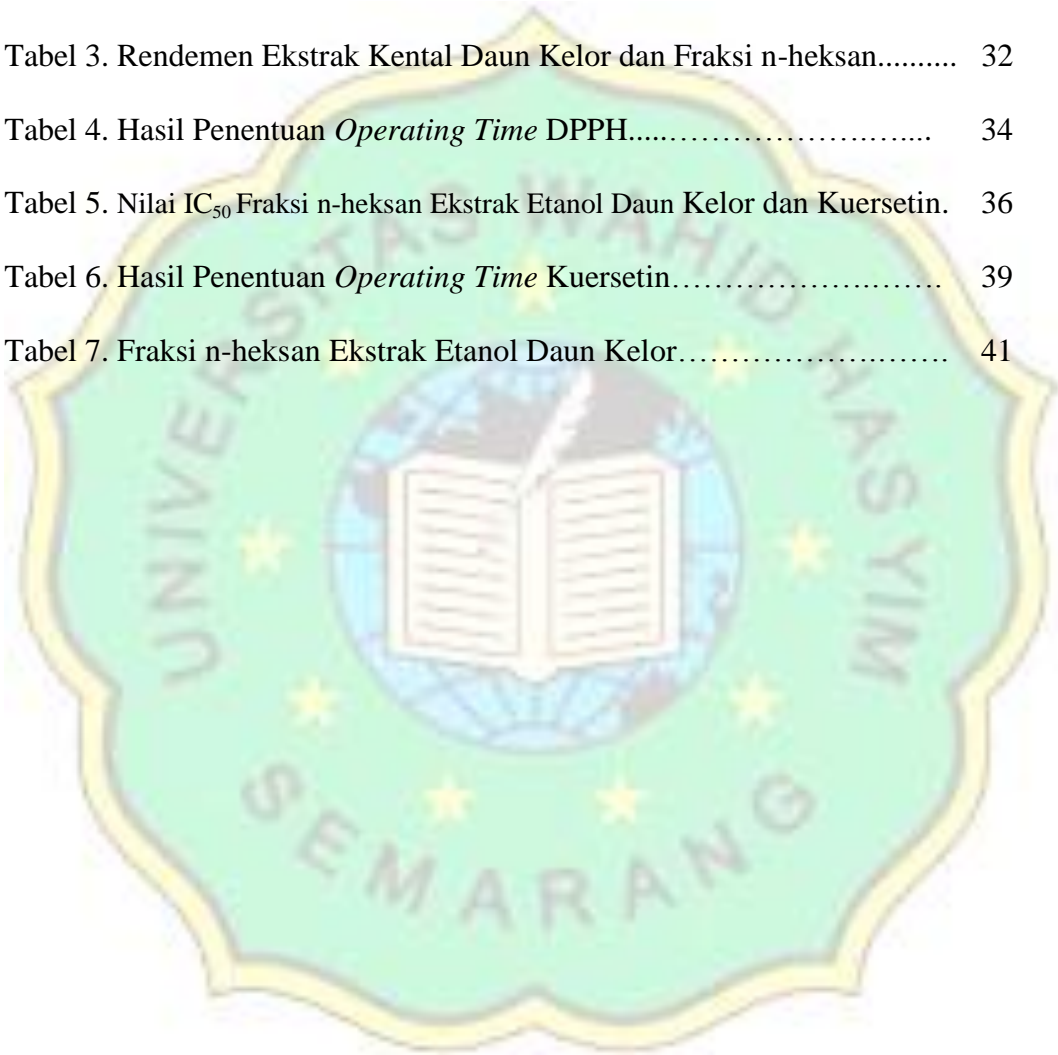 Tabel 3. Rendemen Ekstrak Kental Daun Kelor dan Fraksi n-heksan.......... 32
Tabel 4. Hasil Penentuan Operating Time DPPH.....…………………….... 34
Tabel 5. Nilai IC50 Fraksi n-heksan Ekstrak Etanol Daun Kelor dan Kuersetin. 36
Tabel 6. Hasil Penentuan Operating Time Kuersetin………………….……. 39
Tabel 7. Fraksi n-heksan Ekstrak Etanol Daun Kelor………………….……. 41
UNIVERSITAS WAHID HASYIM
SEMARANG